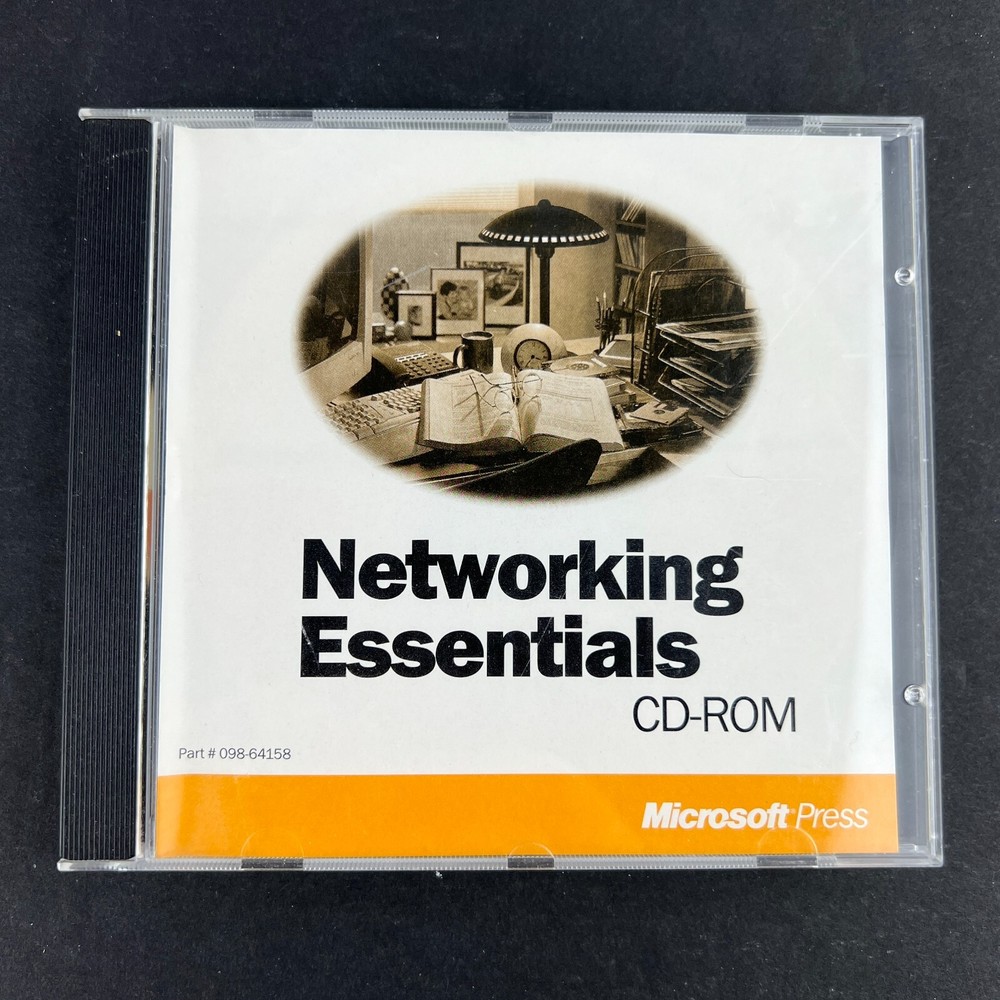 Networking
Essentials
CD-ROM
Part # 098-64158
Microsoft Press